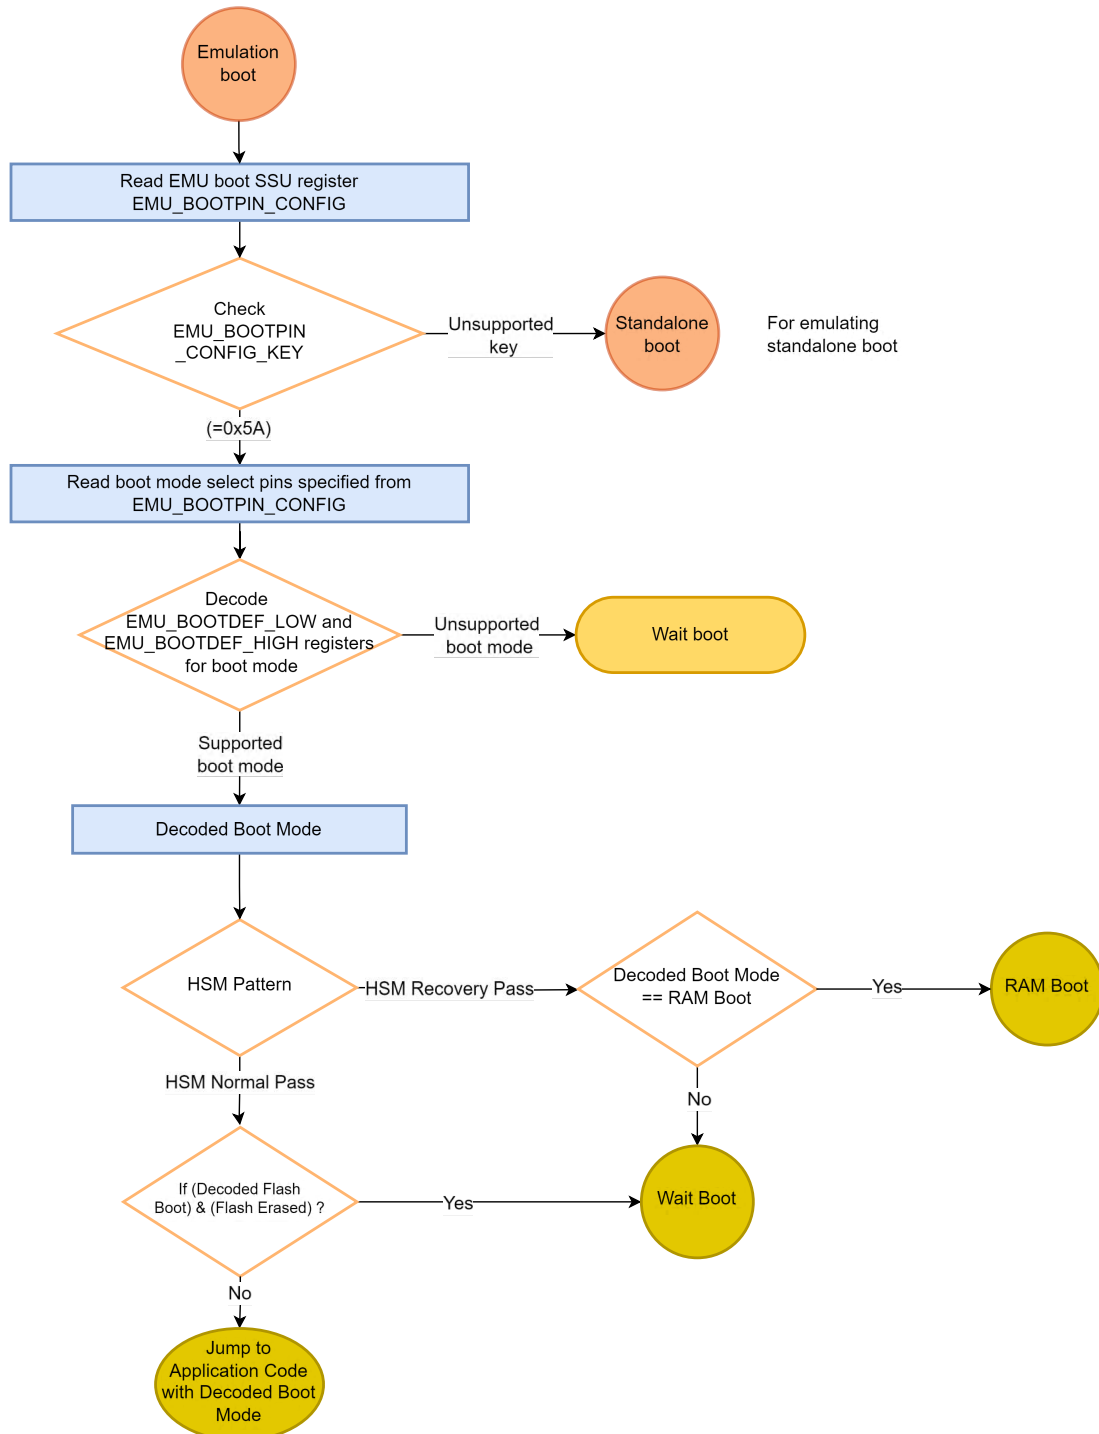 Emulation
boot
Read EMU boot SSU register
EMU_BOOTPIN_CONFIG
Check
EMU_BOOTPIN
_CONFIG_KEY
Unsupported
key
Standalone
boot
For emulating
standalone boot
(=0x5A)
Read boot mode select pins specified from
EMU_BOOTPIN_CONFIG
Decode
EMU_BOOTDEF_LOW and
EMU_BOOTDEF_HIGH registers
for boot mode
Unsupported
boot mode
Wait boot
Supported
boot mode
Decoded Boot Mode
HSM Pattern
HSM Recovery Pass
Decoded Boot Mode
== RAM Boot
Yes
RAM Boot
HSM Normal Pass
No
If (Decoded Flash
Boot) & (Flash Erased) ?
Yes
Wait Boot
No
Jump to
Application Code
with Decoded Boot
Mode